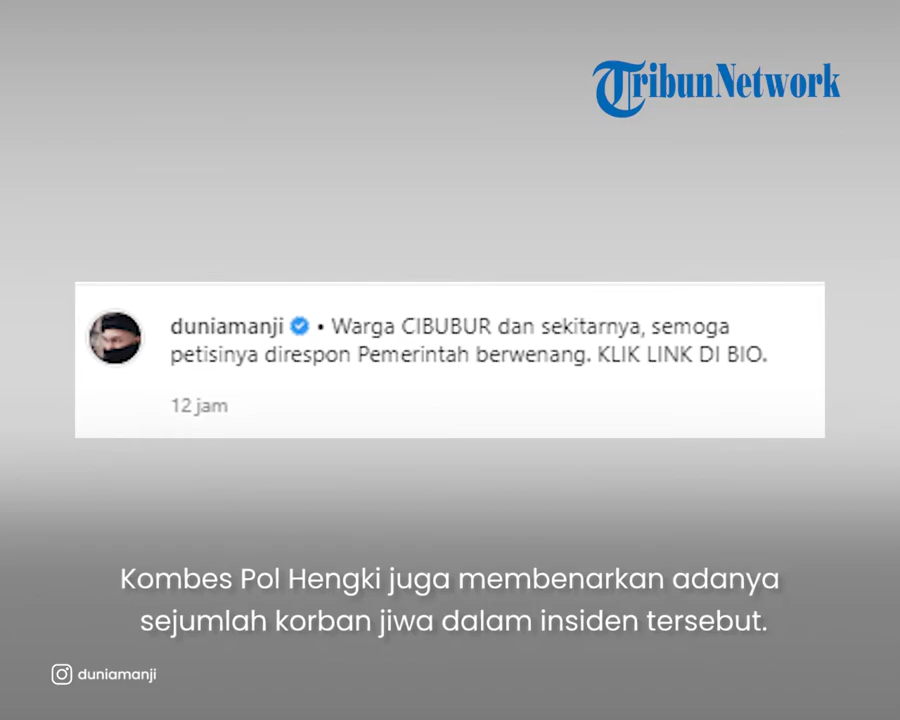 TribunNetwork
duniamanji • Warga CIBUBUR dan sekitarnya, semoga
petisinya direspon Pemerintah berwenang. KLIK LINK DI BIO.
12 jam
Kombes Pol Hengki juga membenarkan adanya
sejumlah korban jiwa dalam insiden tersebut.
duniamanji